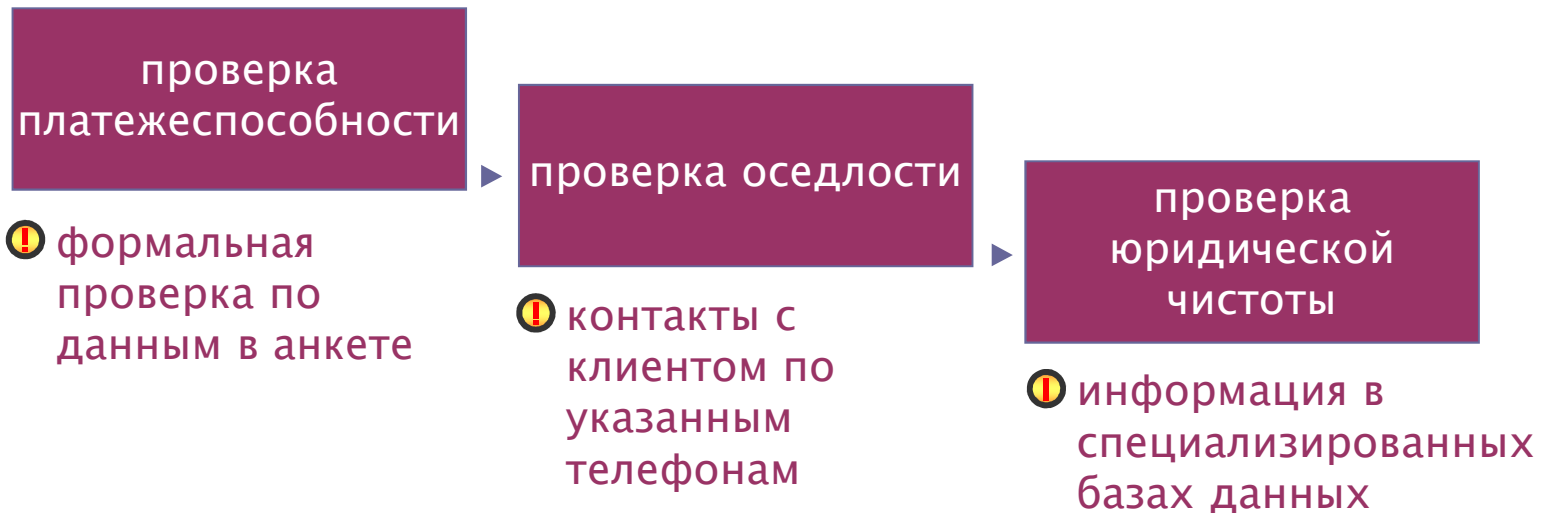 проверка
платежеспособности
формальная
проверка по
данным в анкете
проверка оседлости
контакты с
клиентом по
указанным
телефонам
проверка
юридической
чистоты
информация в
специализированных
базах данных